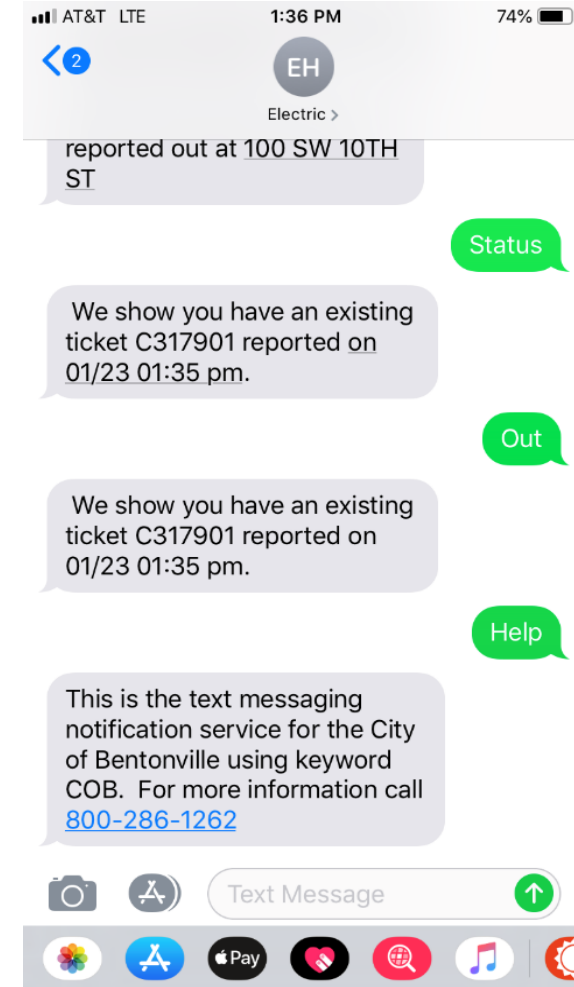 AT&T LTE 1:36 PM 74%
2
EH
Electric >
reported out at 100 SW 10TH
ST
Status
We show you have an existing
ticket C317901 reported on
01/23 01:35 pm.
Out
We show you have an existing
ticket C317901 reported on
01/23 01:35 pm.
Help
This is the text messaging
notification service for the City
of Bentonville using keyword
COB.  For more information call
800-286-1262
Text Message
Pay